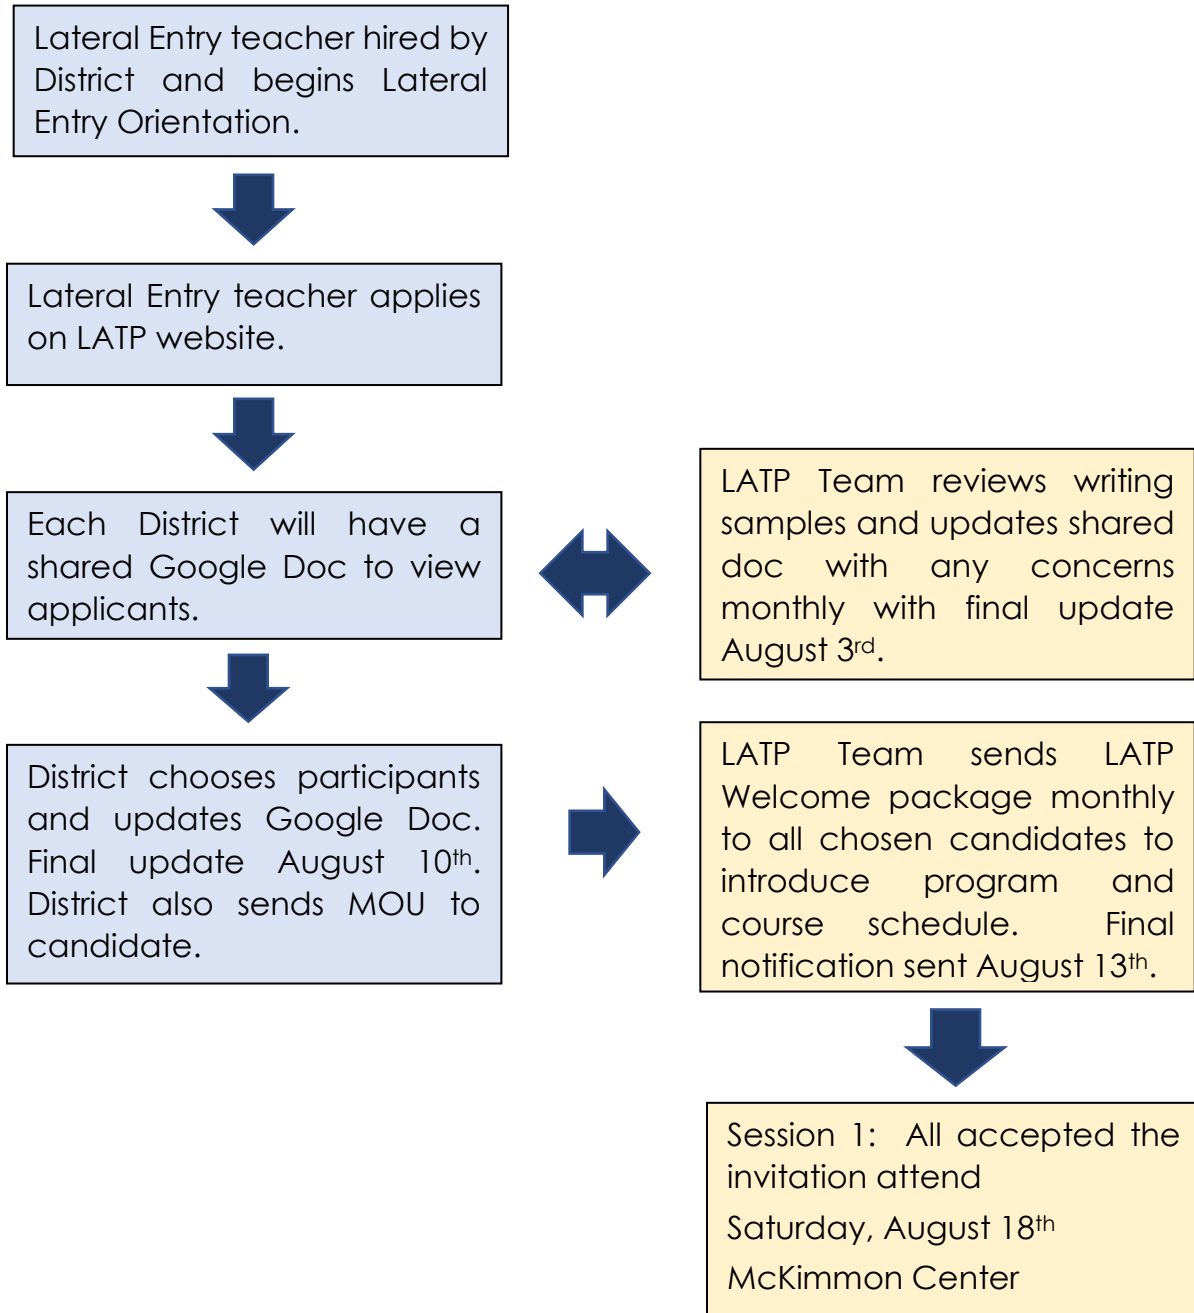 Lateral Entry teacher hired by
District and begins Lateral
Entry Orientation.
Lateral Entry teacher applies
on LATP website.
Each District will have a
shared Google Doc to view
applicants.
LATP Team reviews writing
samples and updates shared
doc with any concerns
monthly with final update
August 3rd.
District chooses participants
and updates Google Doc.
Final update August 10th.
District also sends MOU to
candidate.
LATP Team sends LATP
Welcome package monthly
to all chosen candidates to
introduce program and
course schedule. Final
notification sent August 13th.
Session 1: All accepted the
invitation attend
Saturday, August 18th
McKimmon Center